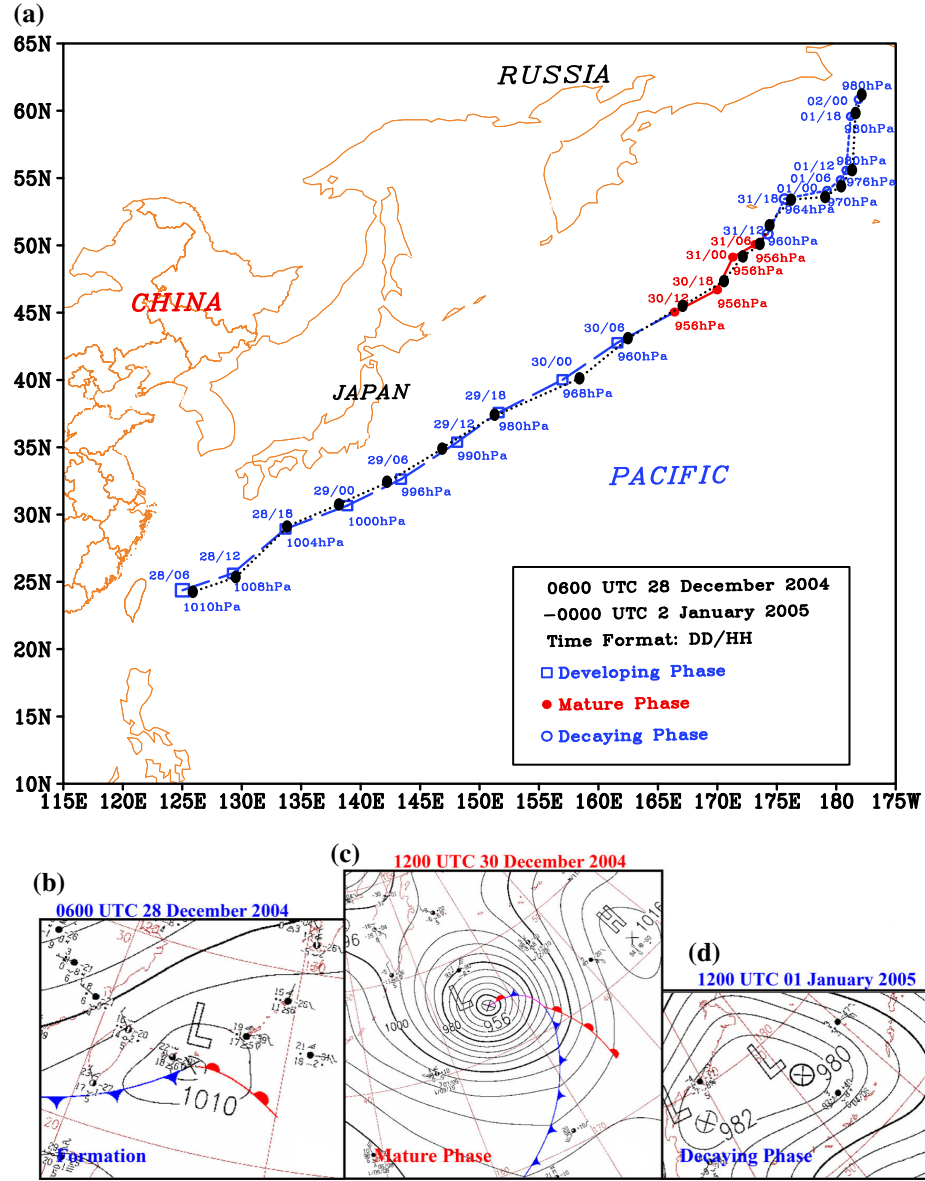 (a)
65N
60N
55N
50N
45N
40N
35N
30N
25N
20N
15N
10N
115E 120E 125E 130E 135E 140E 145E 150E 155E 160E 165E 170E 175E 180 175W
RUSSIA
CHINA
JAPAN
PACIFIC
28/06
1010hPa
28/12
1008hPa
28/18
1004hPa
29/00
1000hPa
29/06
996hPa
29/12
990hPa
29/18
980hPa
30/00
968hPa
30/06
960hPa
30/12
956hPa
30/18
956hPa
31/00
956hPa
31/06
956hPa
31/12
960hPa
31/18
964hPa
01/00
970hPa
01/06
976hPa
01/12
980hPa
01/18
980hPa
02/00
980hPa
0600 UTC 28 December 2004
−0000 UTC 2 January 2005
Time Format: DD/HH
Developing Phase
Mature Phase
Decaying Phase
(b)
0600 UTC 28 December 2004
30
L
1010
20
Formation
(c)
1200 UTC 30 December 2004
H
1016
96
L
1000
980
956
Mature Phase
(d)
1200 UTC 01 January 2005
L
980
L
982
Decaying Phase